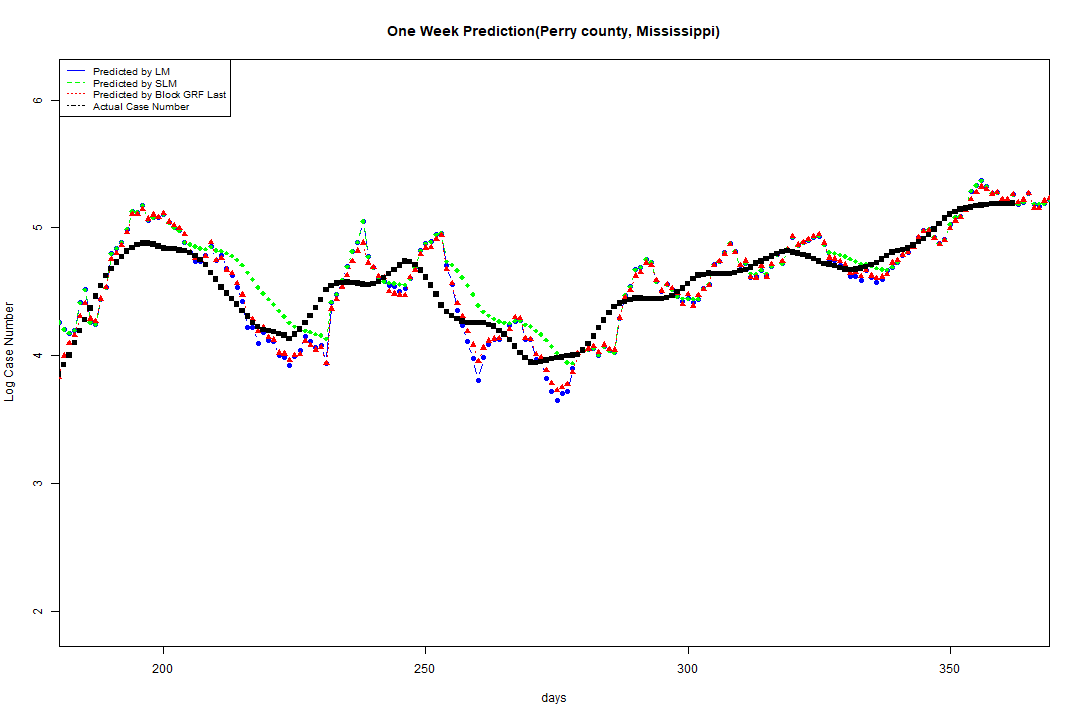 One Week Prediction(Perry county, Mississippi)
Predicted by LM
Predicted by SLM
Predicted by Block GRF Last
Actual Case Number
6
5
4
3
2
Log Case Number
200 250 300 350
days